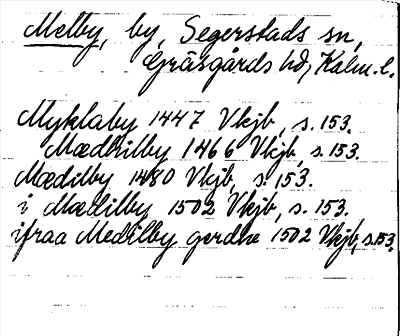 Melby, by, Segerstads sn,
Gräsgårds hd, Kalm. l.
Myklaby 1447 Vkjb, s. 153.
Mædhilby 1466 Vkjb, s. 153.
Mædilby 1480 Vkjb, s. 153.
i Mædilby 1502 Vkjb, s. 153.
ifraa Medilby gerdhe 1502 Vkjb, s. 153.